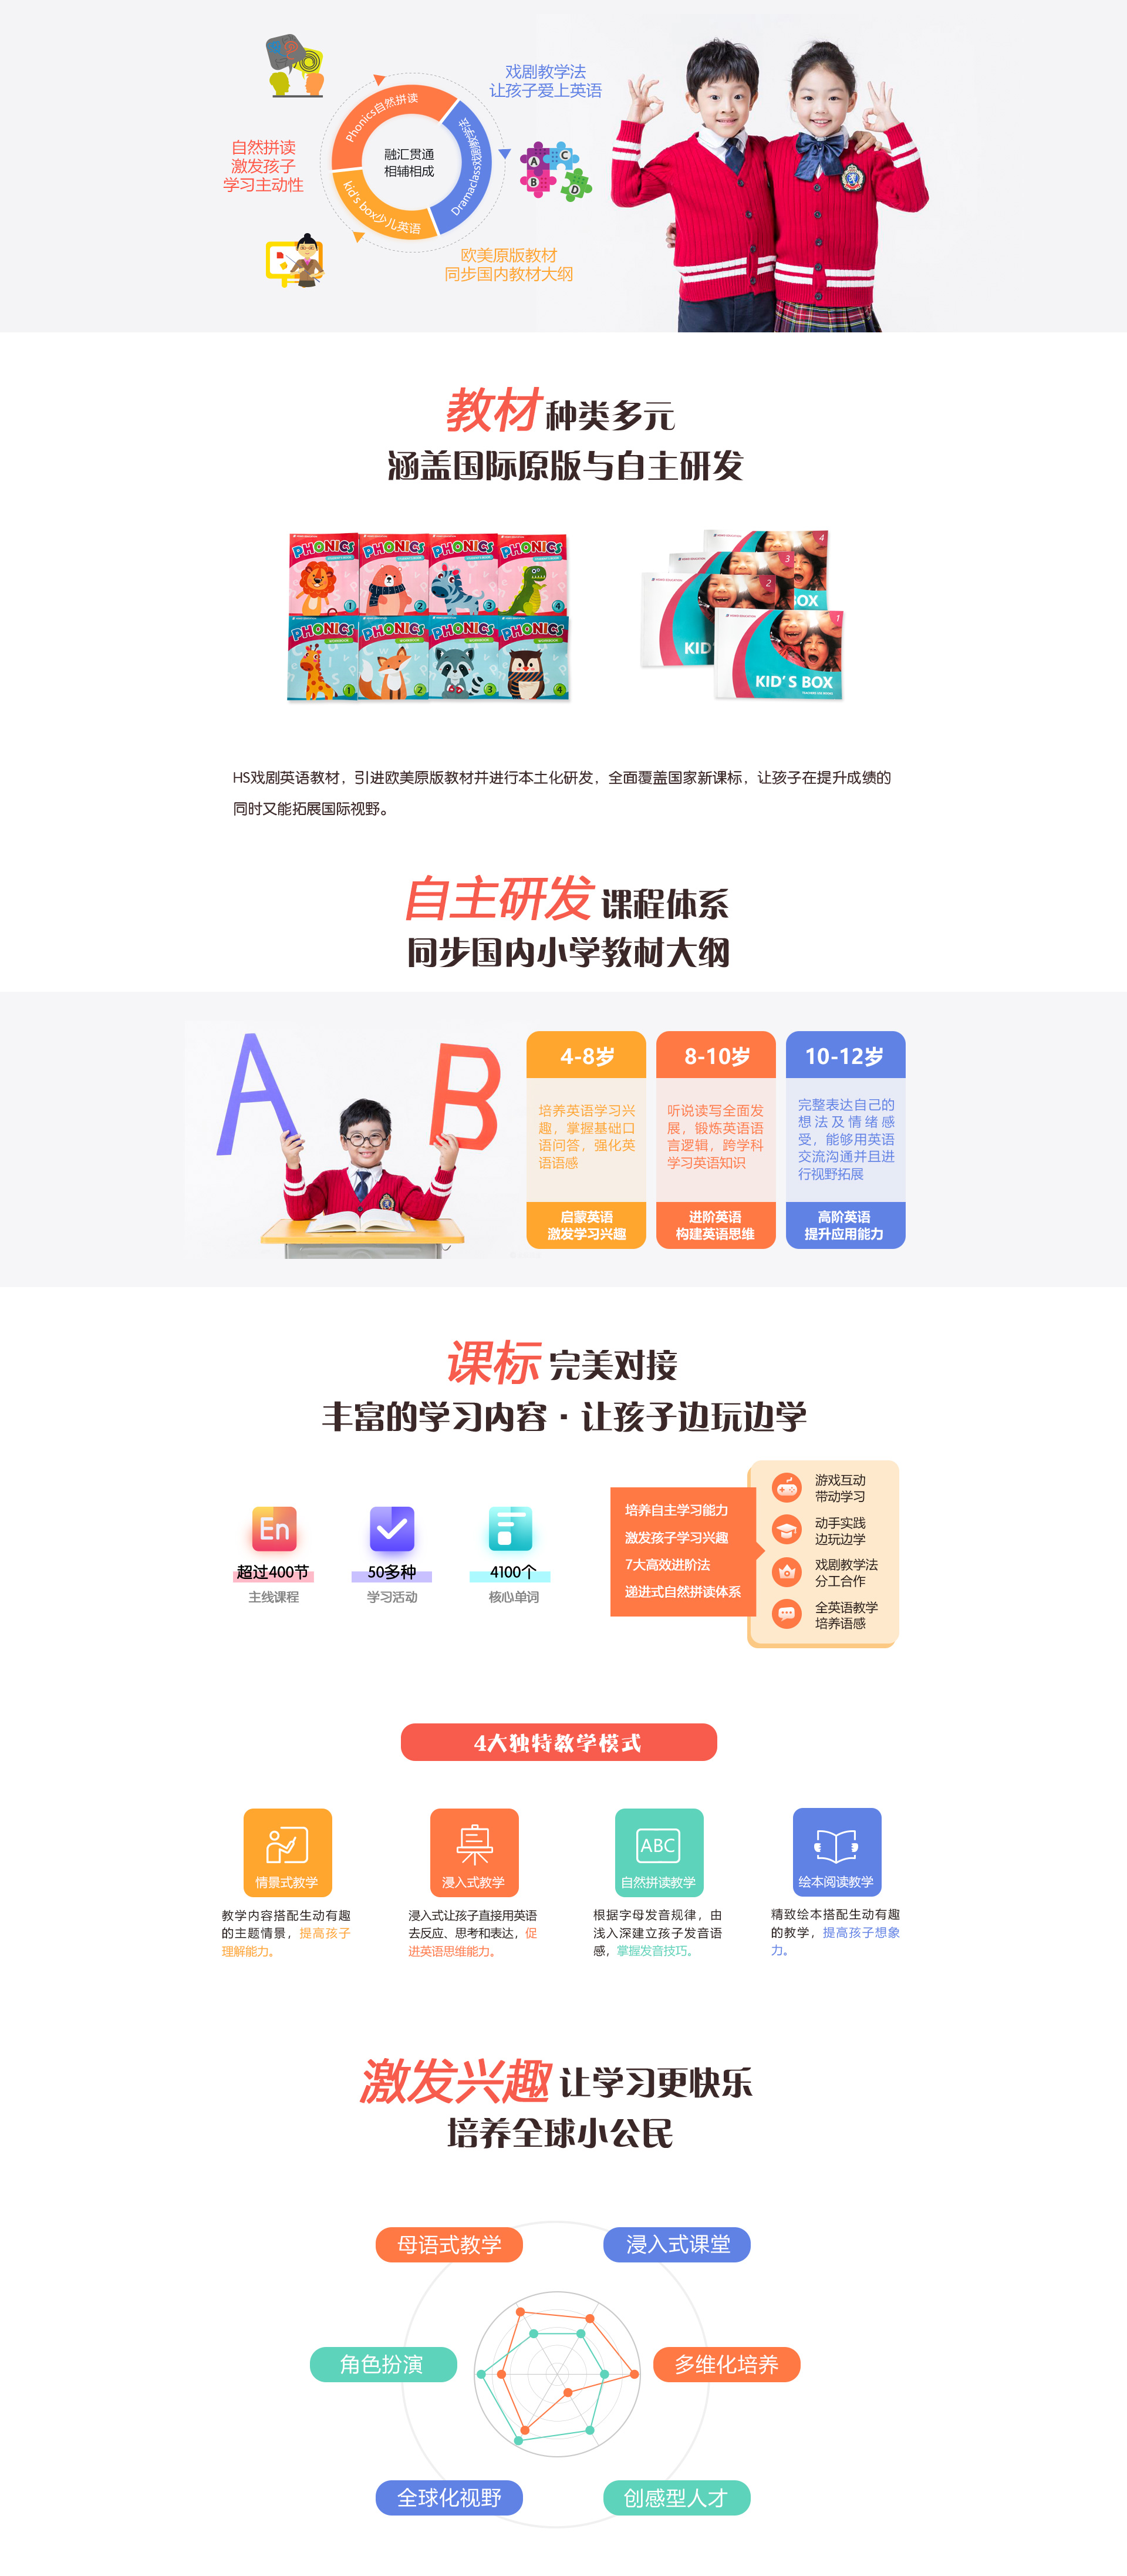 戏剧教学法
让孩子爱上英语
Phonics自然拼读
Dramaclass戏剧教学法
kid's box少儿英语
融汇贯通
相辅相成
自然拼读
激发孩子
学习主动性
A
C
B
D
欧美原版教材
同步国内教材大纲
教材 种类多元
涵盖国际原版与自主研发
PHONICS
PHONICS
PHONICS
PHONICS
1
2
3
4
PHONICS
PHONICS
PHONICS
PHONICS
1
2
3
4
4
3
2
1
BOX
KID'
KID'S BOX
HS戏剧英语教材，引进欧美原版教材并进行本土化研发，全面覆盖国家新课标，让孩子在提升成绩的
同时又能拓展国际视野。
自主研发 课程体系
同步国内小学教材大纲
A
B
4-8岁
培养英语学习兴
趣，掌握基础口
语问答，强化英
语语感
启蒙英语
激发学习兴趣
8-10岁
听说读写全面发
展，锻炼英语语
言逻辑，跨学科
学习英语知识
进阶英语
构建英语思维
10-12岁
完整表达自己的
想法及情绪感
受，能够用英语
交流沟通并且进
行视野拓展
高阶英语
提升应用能力
课标 完美对接
丰富的学习内容·让孩子边玩边学
En
超过400节
主线课程
50多种
学习活动
4100个
核心单词
培养自主学习能力
激发孩子学习兴趣
7大高效进阶法
递进式自然拼读体系
游戏互动
带动学习
动手实践
边玩边学
戏剧教学法
分工合作
全英语教学
培养语感
4大独特教学模式
情景式教学
教学内容搭配生动有趣
的主题情景，提高孩子
理解能力。
浸入式教学
浸入式让孩子直接用英语
去反应、思考和表达，促
进英语思维能力。
ABC
自然拼读教学
根据字母发音规律，由
浅入深建立孩子发音语
感，掌握发音技巧。
绘本阅读教学
精致绘本搭配生动有趣
的教学，提高孩子想象
力。
激发兴趣 让学习更快乐
培养全球小公民
母语式教学
浸入式课堂
角色扮演
多维化培养
全球化视野
创感型人才